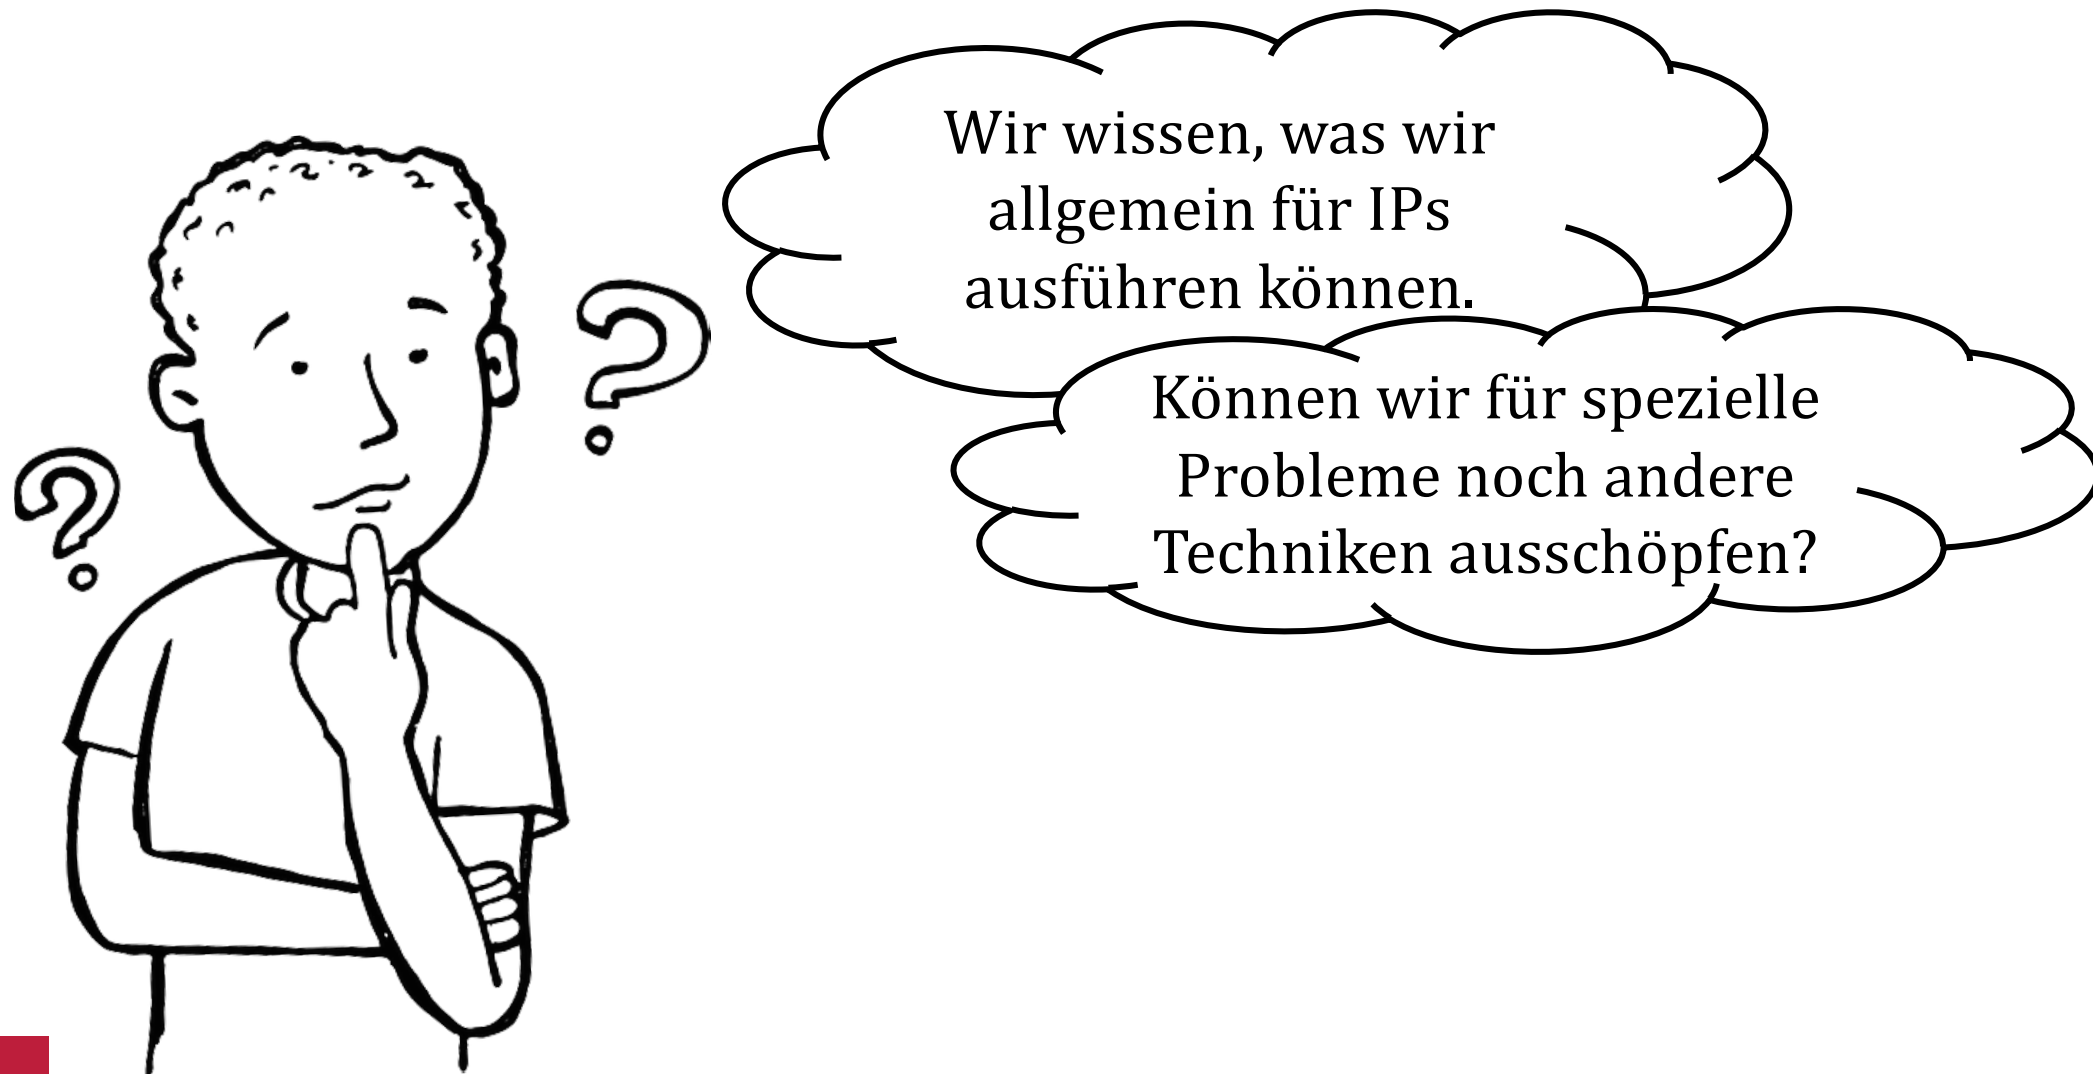 Wir wissen, was wir
allgemein für IPs
ausführen können.
Können wir für spezielle
Probleme noch andere
Techniken ausschöpfen?